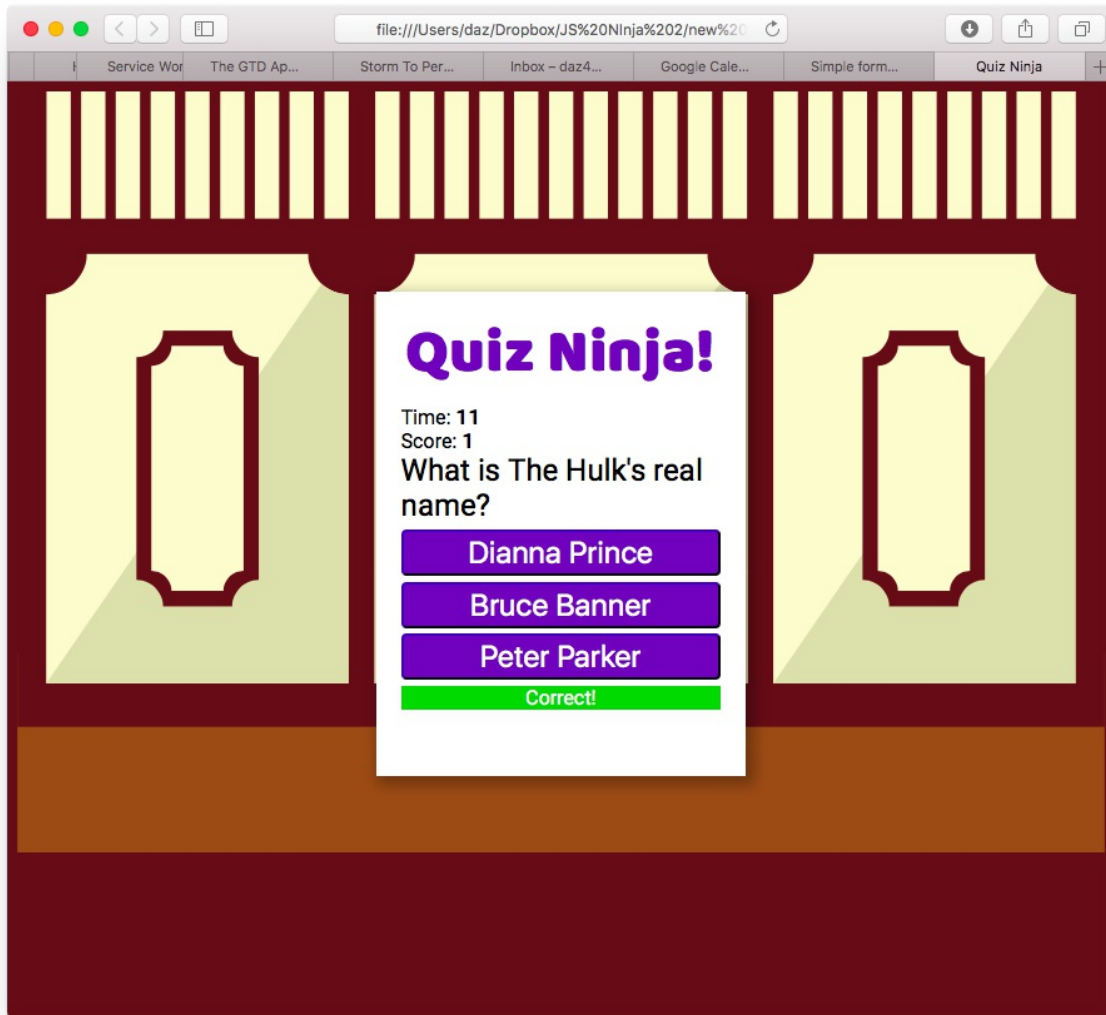 file:///Users/daz/Dropbox/JS%20NInja%202/new%20
Service Wor
The GTD Ap...
Storm To Per...
Inbox – daz4...
Google Cale...
Simple form...
Quiz Ninja
Quiz Ninja!
Time: 11
Score: 1
What is The Hulk's real
name?
Dianna Prince
Bruce Banner
Peter Parker
Correct!